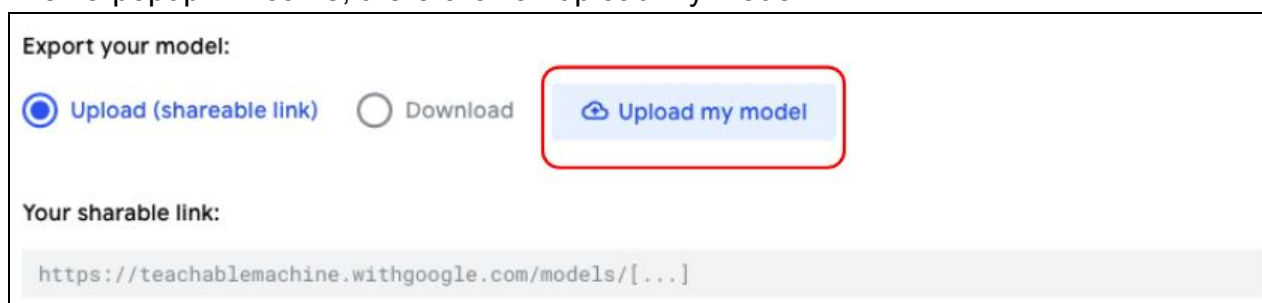 Export your model:
Upload (shareable link) Download Upload my model
Your sharable link:
https://teachablemachine.withgoogle.com/models/[...]